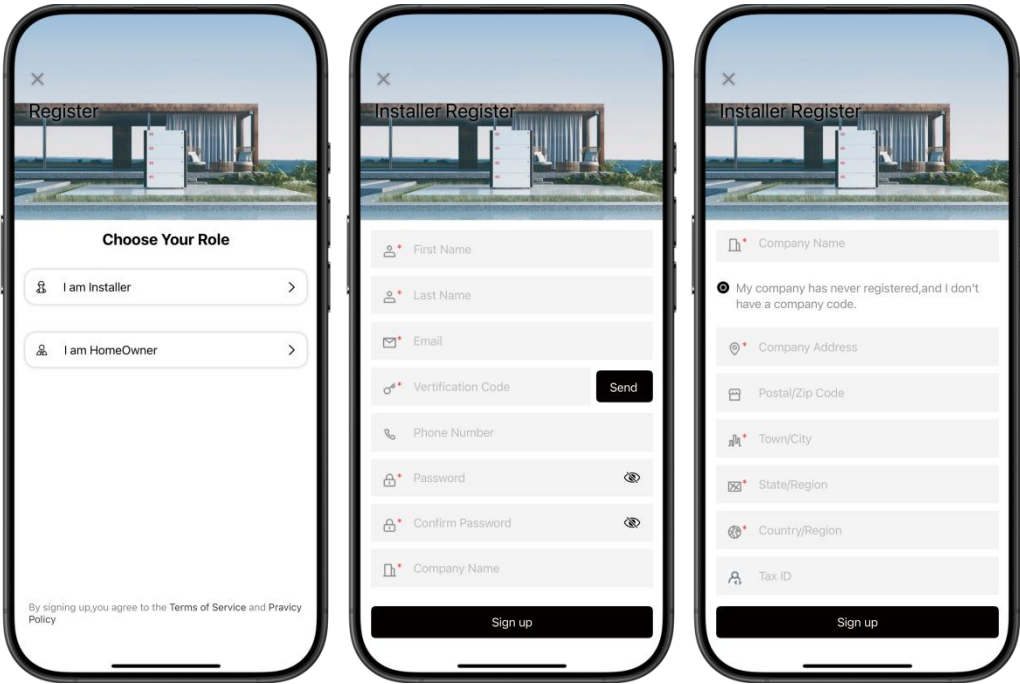 Register
Choose Your Role
I am Installer
I am HomeOwner
By signing up,you agree to the Terms of Service and Pravicy
Policy
Installer Register
* First Name
* Last Name
* Email
* Vertification Code
Send
Phone Number
* Password
* Confirm Password
* Company Name
Sign up
Installer Register
* Company Name
My company has never registered,and I don't
have a company code.
* Company Address
Postal/Zip Code
* Town/City
* State/Region
* Country/Region
Tax ID
Sign up